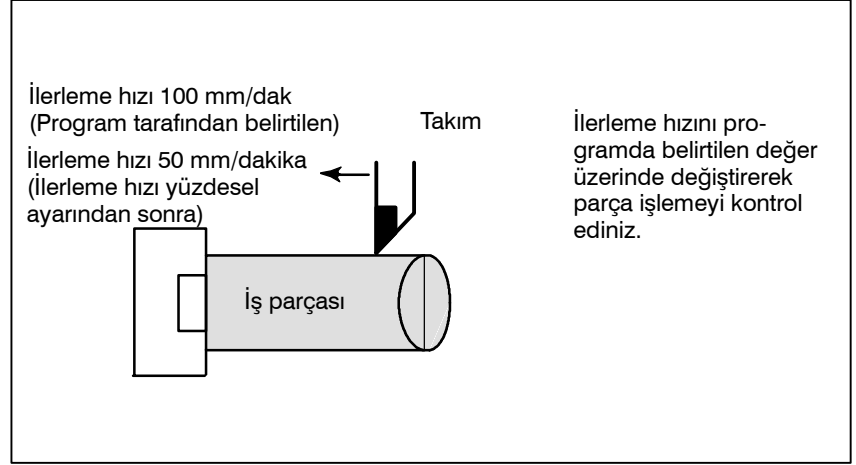 İlerleme hızı 100 mm/dak
(Program tarafından belirtilen)
İlerleme hızı 50 mm/dakika
(İlerleme hızı yüzdesel
ayarından sonra)
Takım
İş parçası
İlerleme hızını pro-
gramda belirtilen değer
üzerinde değiştirerek
parça işlemeyi kontrol
ediniz.